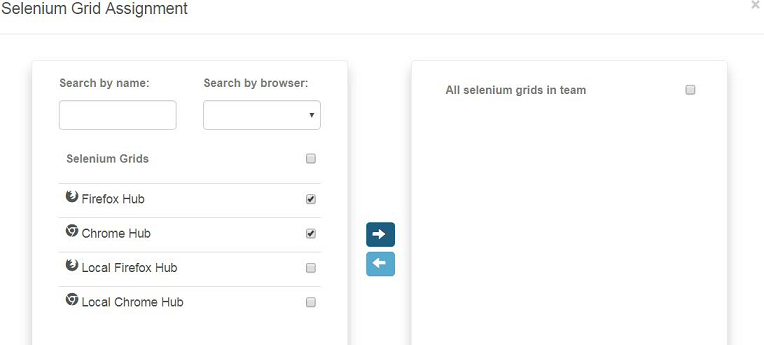 Selenium Grid Assignment
Search by name: Search by browser:
All selenium grids in team
Selenium Grids
Firefox Hub
Chrome Hub
Local Firefox Hub
Local Chrome Hub